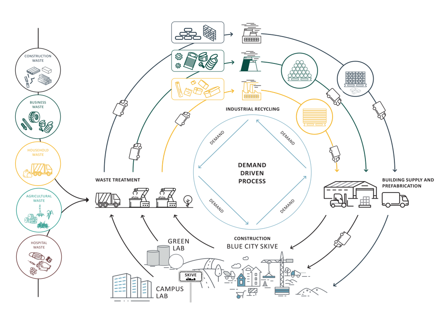 CONSTRUCTION
WASTE
BUSINESS
WASTE
HOUSEHOLD
WASTE
AGRICULTURAL
WASTE
HOSPITAL
WASTE
WASTE TREATMENT
INDUSTRIAL RECYCLING
DEMAND
DEMAND
DEMAND
DRIVEN
PROCESS
DEMAND
DEMAND
BUILDING SUPPLY AND
PREFABRICATION
CONSTRUCTION
BLUE CITY SKIVE
GREEN
LAB
SKIVE
CAMPUS
LAB